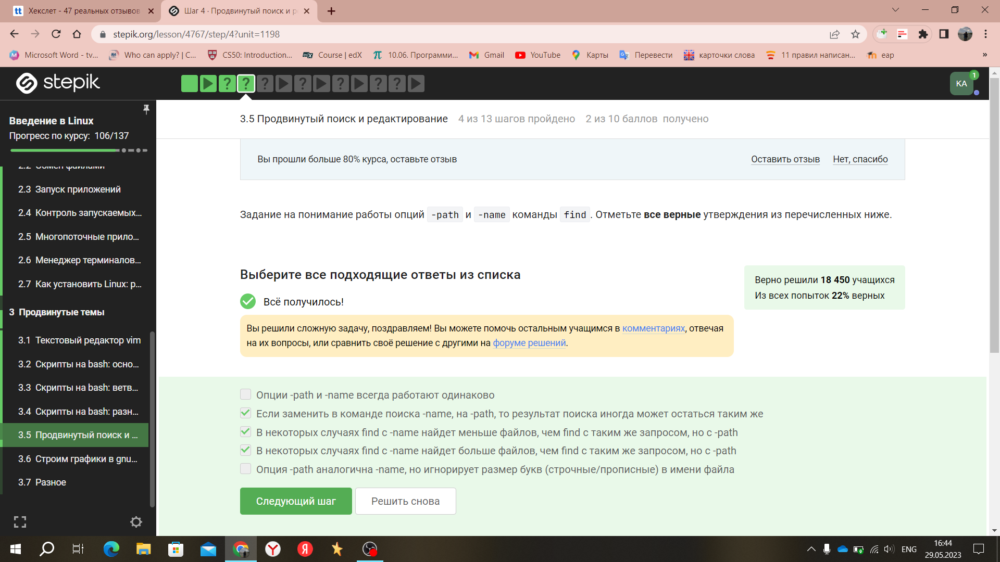 Хекслет - 47 реальных отзывов
Шаг 4 · Продвинутый поиск и р
stepik.org/lesson/4767/step/4?unit=1198
Microsoft Word - tv...
Who can apply? | C...
CS50: Introduction...
edX
Course | edX
10.06. Программи...
Gmail
YouTube
Карты
Перевести
карточки слова
11 правил написан...
eap
»
stepik
KA
1
Введение в Linux
Прогресс по курсу: 106/137
2.2 Обмен файлами
2.3 Запуск приложений
2.4 Контроль запускаемых...
2.5 Многопоточные прило...
2.6 Менеджер терминалов...
2.7 Как установить Linux: р...
3 Продвинутые темы
3.1 Текстовый редактор vim
3.2 Скрипты на bash: осно...
3.3 Скрипты на bash: ветв...
3.4 Скрипты на bash: разн...
3.5 Продвинутый поиск и ...
3.6 Строим графики в gnu...
3.7 Разное
3.5 Продвинутый поиск и редактирование 4 из 13 шагов пройдено 2 из 10 баллов получено
Вы прошли больше 80% курса, оставьте отзыв
Оставить отзыв
Нет, спасибо
Задание на понимание работы опций -path и -name команды find. Отметьте все верные утверждения из перечисленных ниже.
Выберите все подходящие ответы из списка
Верно решили 18 450 учащихся
Из всех попыток 22% верных
Всё получилось!
Вы решили сложную задачу, поздравляем! Вы можете помочь остальным учащимся в комментариях, отвечая
на их вопросы, или сравнить своё решение с другими на форуме решений.
Опции -path и -name всегда работают одинаково
Если заменить в команде поиска -name, на -path, то результат поиска иногда может остаться таким же
В некоторых случаях find с -name найдет меньше файлов, чем find с таким же запросом, но с -path
В некоторых случаях find с -name найдет больше файлов, чем find с таким же запросом, но с -path
Опция -path аналогична -name, но игнорирует размер букв (строчные/прописные) в имени файла
Следующий шаг
Решить снова
ENG
16:44
29.05.2023